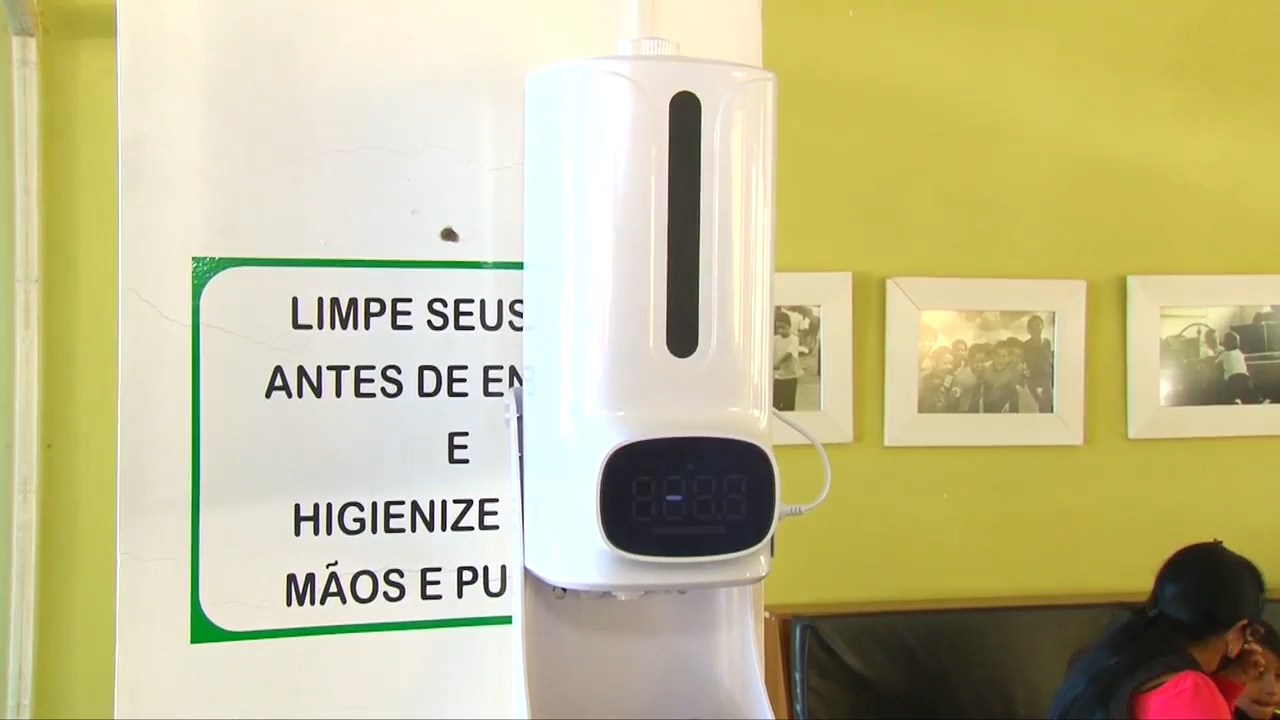 LIMPE SEUS
ANTES DE EN
E
HIGIENIZE
MÃOS E PU